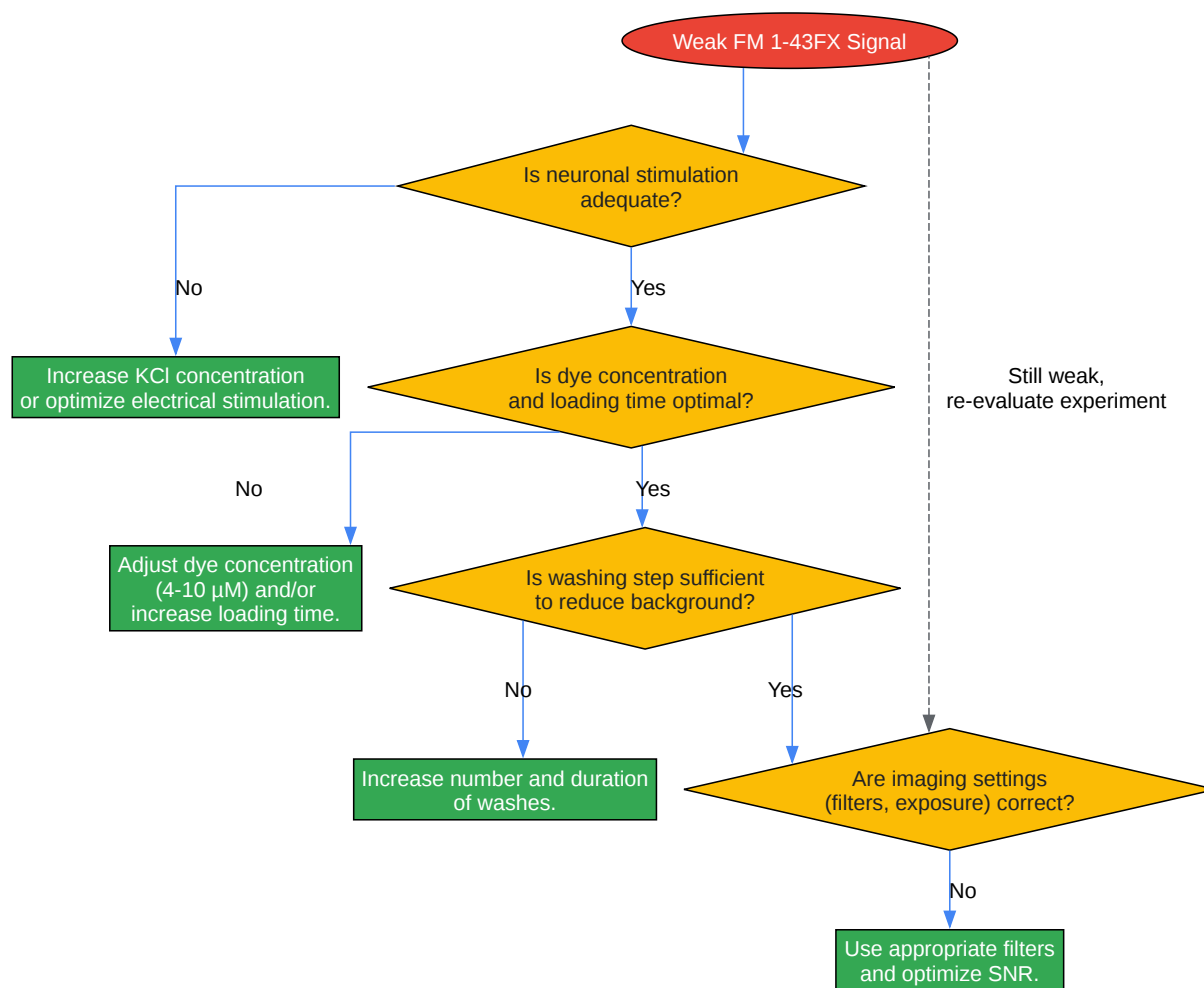 Weak FM 1-43FX Signal
Is neuronal stimulation
adequate?
No
Yes
Increase KCl concentration
or optimize electrical stimulation.
Is dye concentration
and loading time optimal?
Still weak,
re-evaluate experiment
No
Yes
Adjust dye concentration
(4-10 µM) and/or
increase loading time.
Is washing step sufficient
to reduce background?
No
Yes
Increase number and duration
of washes.
Are imaging settings
(filters, exposure) correct?
No
Use appropriate filters
and optimize SNR.